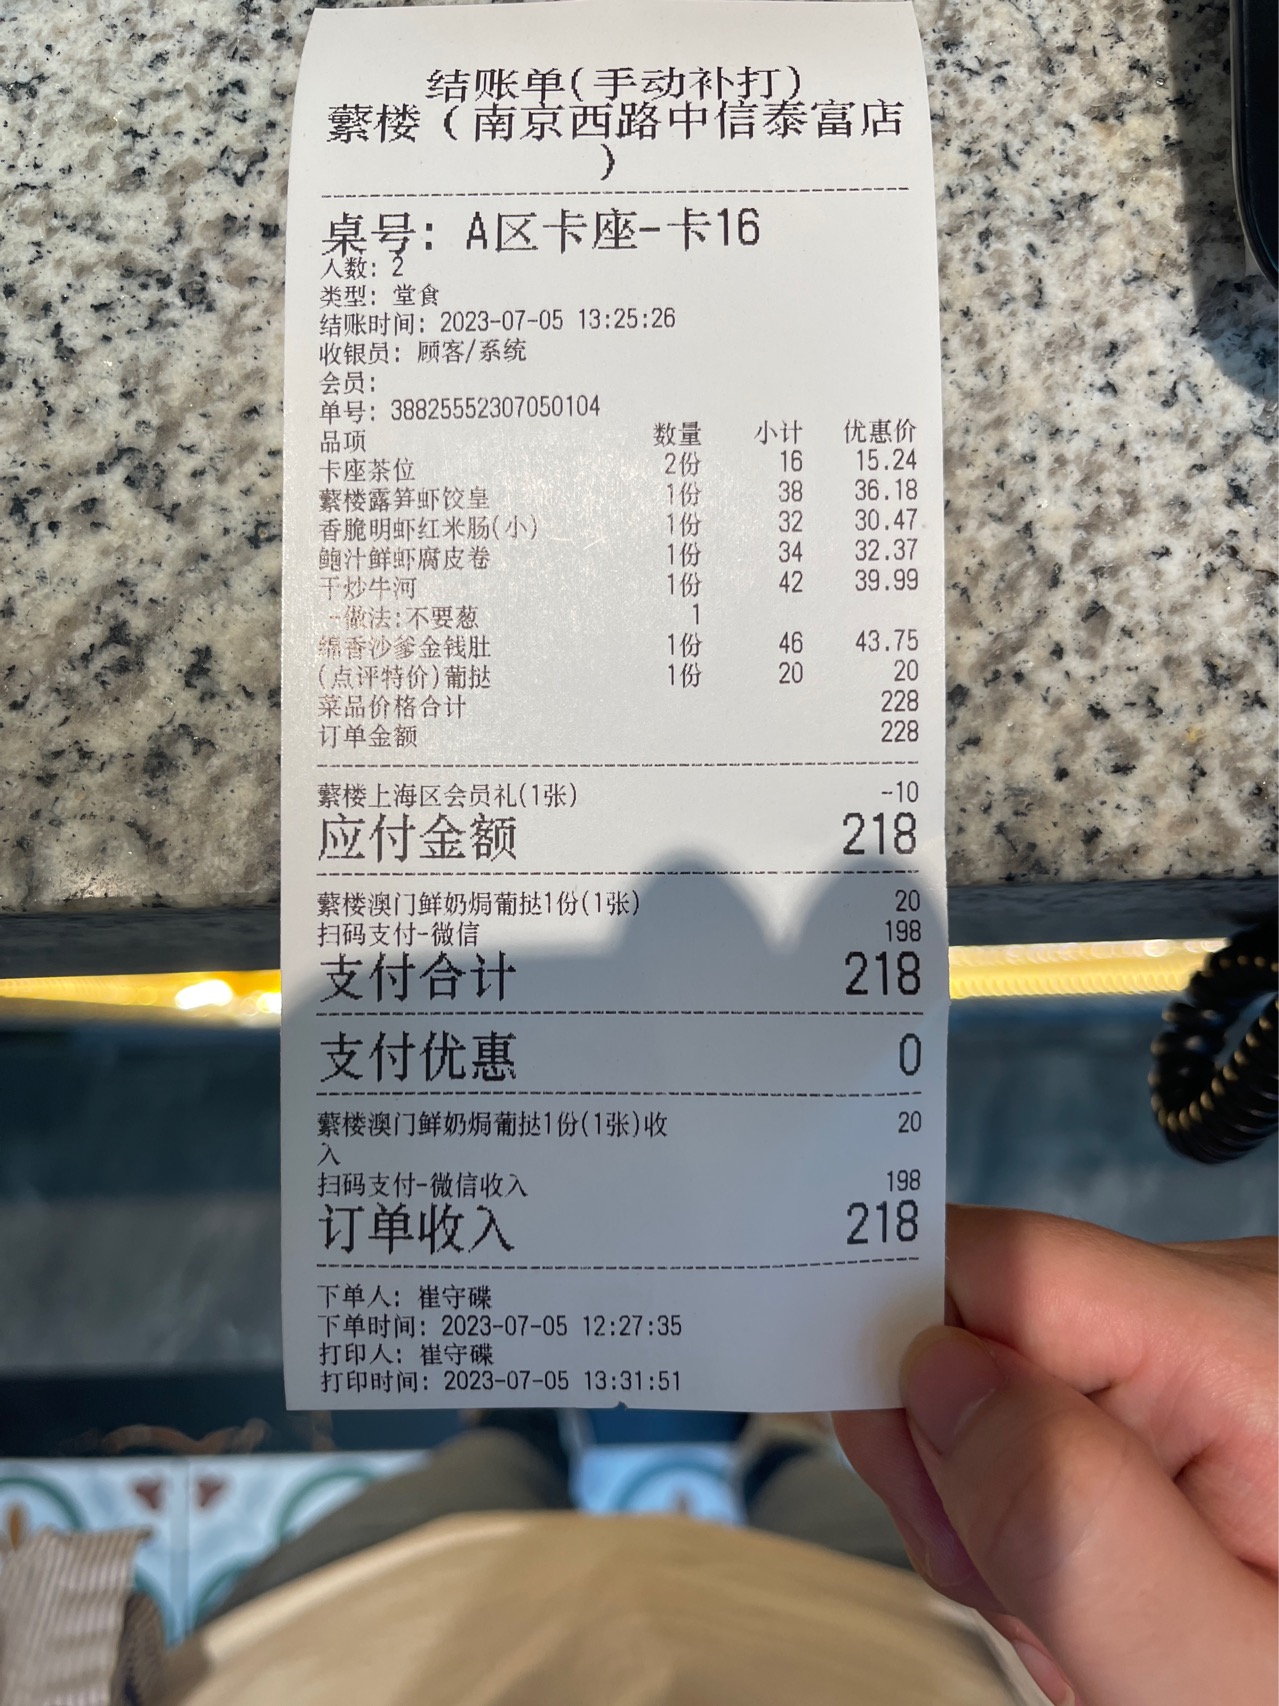 结账单(手动补打)
蘩楼（南京西路中信泰富店
）
桌号: A区卡座-卡16
人数: 2
类型: 堂食
结账时间: 2023-07-05 13:25:26
收银员: 顾客/系统
会员:
单号: 38825552307050104
品项 数量 小计 优惠价
卡座茶位 2份 16 15.24
蘩楼露笋虾饺皇 1份 38 36.18
香脆明虾红米肠(小) 1份 32 30.47
鲍汁鲜虾腐皮卷 1份 34 32.37
干炒牛河 1份 42 39.99
-做法:不要葱 1
绵香沙爹金钱肚 1份 46 43.75
(点评特价)葡挞 1份 20 20
菜品价格合计 228
订单金额 228
蘩楼上海区会员礼(1张) -10
应付金额 218
蘩楼澳门鲜奶焗葡挞1份(1张) 20
扫码支付-微信 198
支付合计 218
支付优惠 0
蘩楼澳门鲜奶焗葡挞1份(1张)收 20
入
扫码支付-微信收入 198
订单收入 218
下单人: 崔守碟
下单时间: 2023-07-05 12:27:35
打印人: 崔守碟
打印时间: 2023-07-05 13:31:51